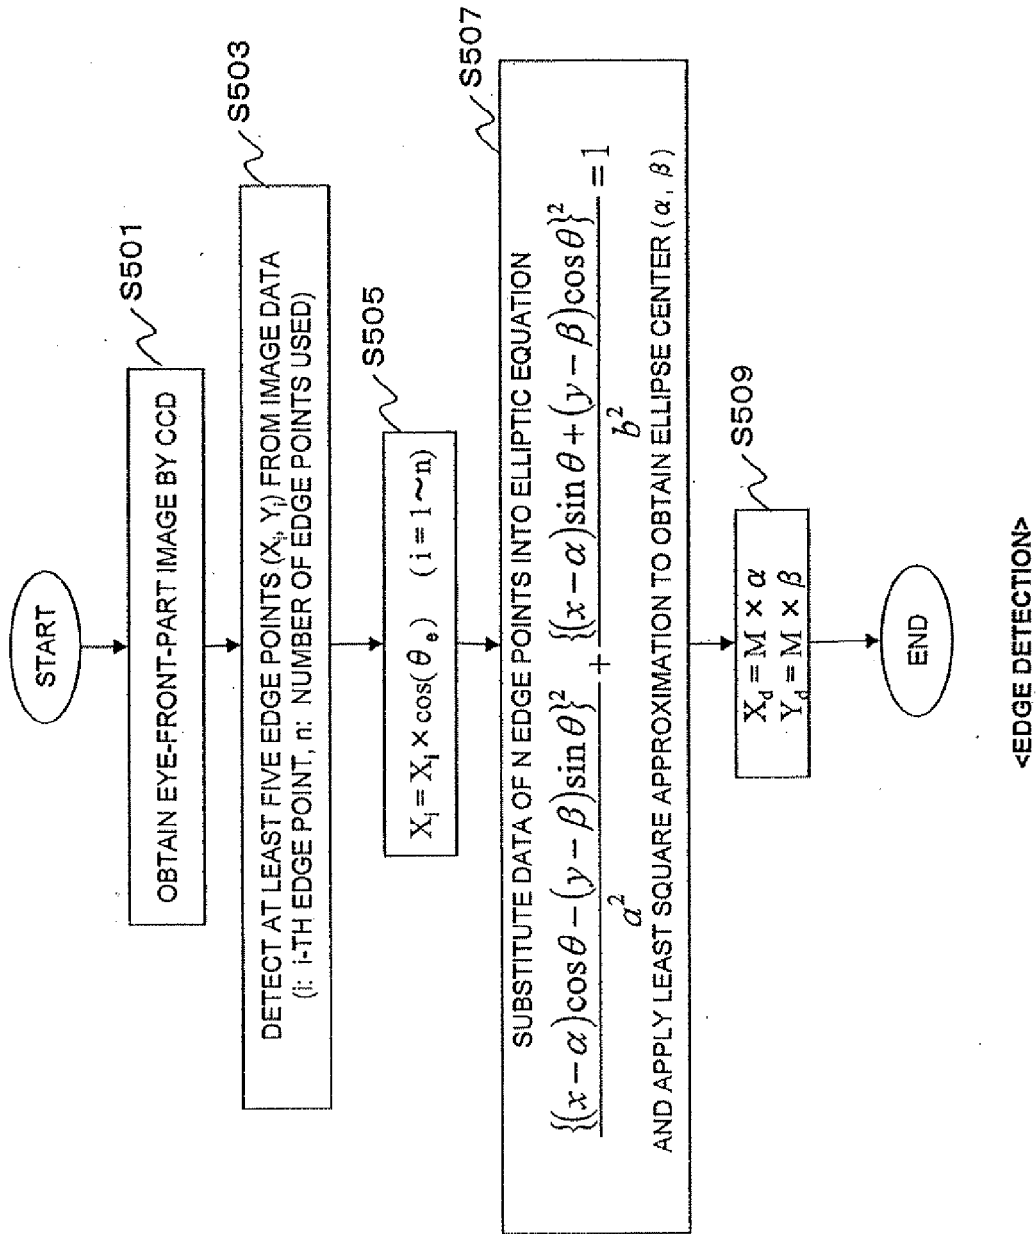 START
OBTAIN EYE-FRONT-PART IMAGE BY CCD
S501
DETECT AT LEAST FIVE EDGE POINTS (Xᵢ, Yᵢ) FROM IMAGE DATA
(i: i-TH EDGE POINT, n: NUMBER OF EDGE POINTS USED)
S503
Xᵢ = Xᵢ × cos(θₑ) (i = 1~n)
S505
SUBSTITUTE DATA OF N EDGE POINTS INTO ELLIPTIC EQUATION
{(x − α)cosθ − (y − β)sinθ}²/a² + {(x − α)sinθ + (y − β)cosθ}²/b² = 1
AND APPLY LEAST SQUARE APPROXIMATION TO OBTAIN ELLIPSE CENTER (α, β)
S507
X_d = M × α
Y_d = M × β
S509
END
<EDGE DETECTION>